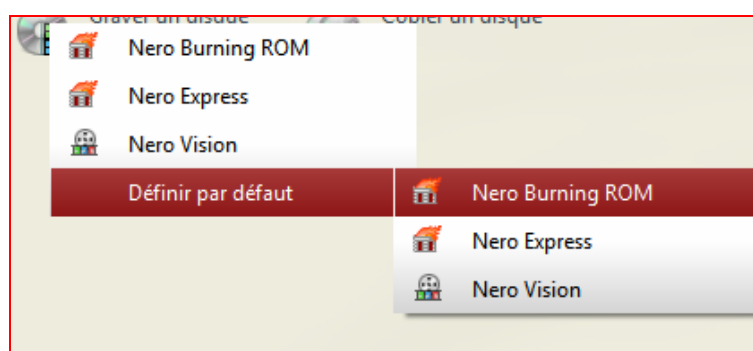 Graver un disque
Copier un disque
Nero Burning ROM
Nero Express
Nero Vision
Définir par défaut
Nero Burning ROM
Nero Express
Nero Vision